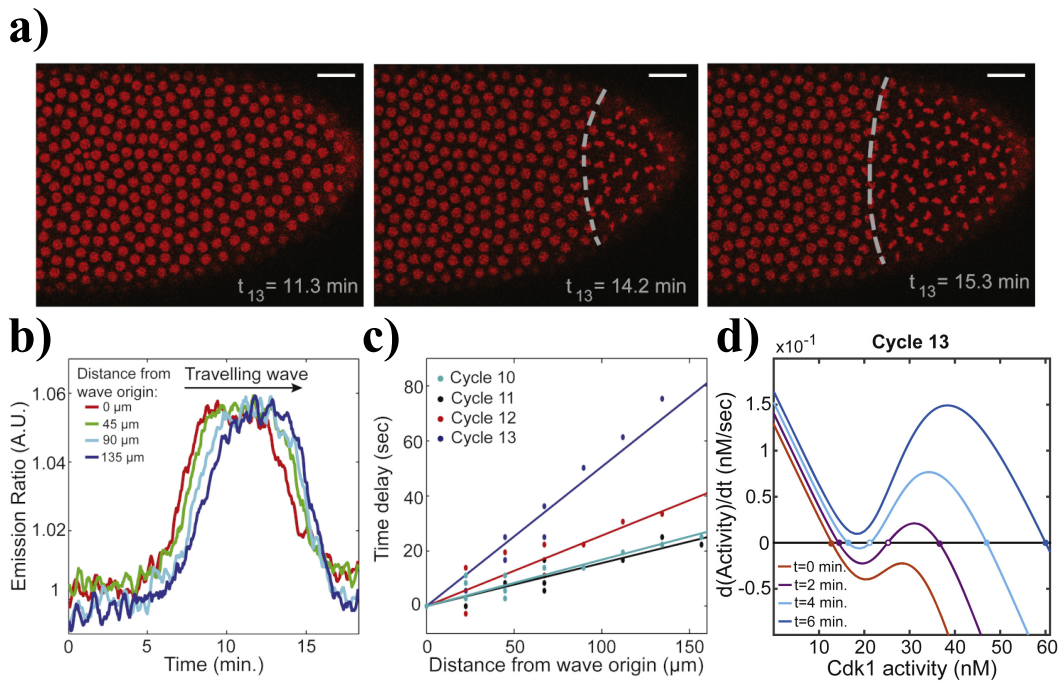 a)
t13= 11.3 min
t13= 14.2 min
t13= 15.3 min
b)
Distance from
wave origin:
0 µm
45 µm
90 µm
135 µm
Travelling wave
Emission Ratio (A.U.)
1.06
1.04
1.02
1
0
5
10
15
Time (min.)
c)
Cycle 10
Cycle 11
Cycle 12
Cycle 13
Time delay (sec)
80
60
40
20
0
0
50
100
150
Distance from wave origin (µm)
d)
Cycle 13
x10-1
d(Activity)/dt (nM/sec)
1.5
1
0.5
0
-0.5
t=0 min.
t=2 min.
t=4 min.
t=6 min.
10
20
30
40
50
60
Cdk1 activity (nM)